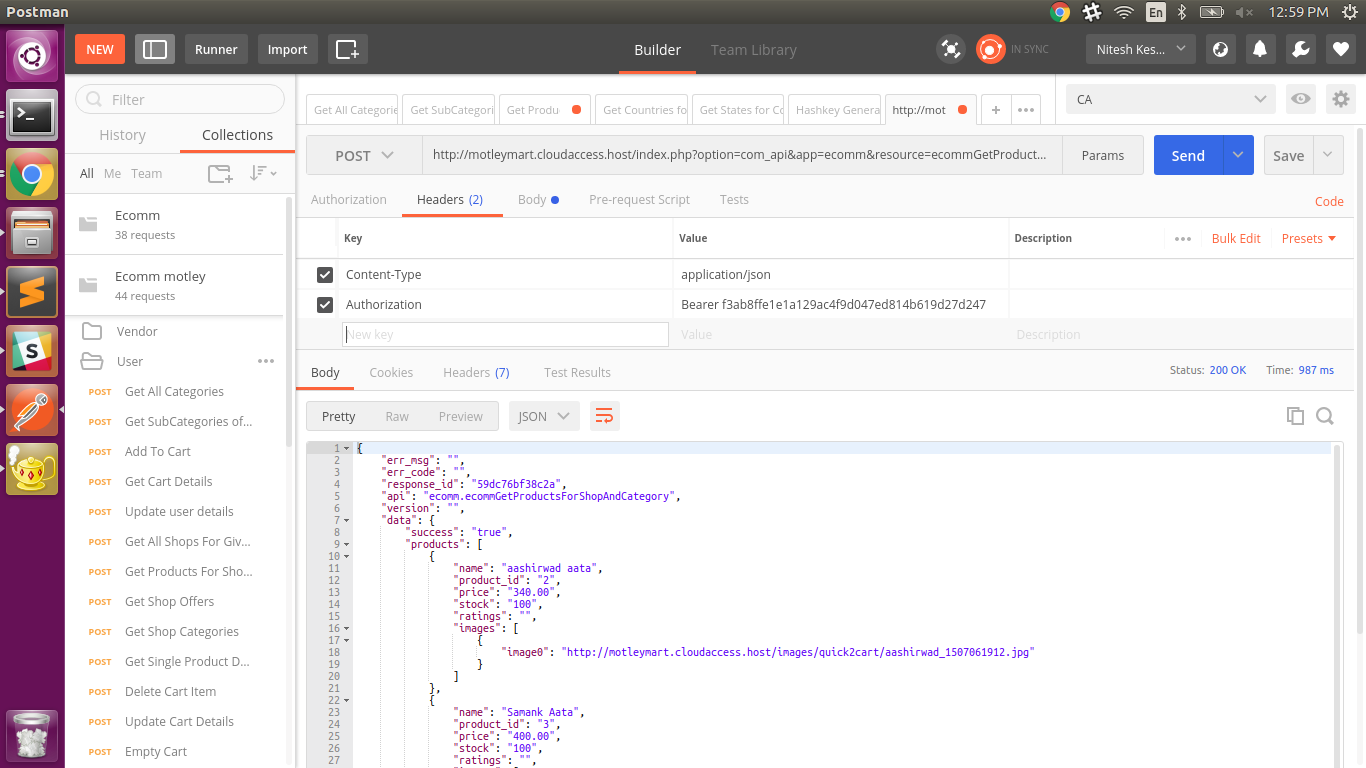 Postman
En
12:59 PM
NEW
Runner
Import
Builder
Team Library
IN SYNC
Nitesh Kes...
Filter
History
Collections
All Me Team
Ecomm
38 requests
Ecomm motley
44 requests
Vendor
User
POST Get All Categories
POST Get SubCategories of...
POST Add To Cart
POST Get Cart Details
POST Update user details
POST Get All Shops For Giv...
POST Get Products For Sho...
POST Get Shop Offers
POST Get Shop Categories
POST Get Single Product D...
POST Delete Cart Item
POST Update Cart Details
POST Empty Cart
Get All Categorie
Get SubCategori
Get Produ
Get Countries fo
Get States for Co
Hashkey Genera
http://mot
+
CA
POST
http://motleymart.cloudaccess.host/index.php?option=com_api&app=ecomm&resource=ecommGetProduct...
Params
Send
Save
Authorization
Headers (2)
Body
Pre-request Script
Tests
Code
Key Value Description
Bulk Edit
Presets
Content-Type application/json
Authorization Bearer f3ab8ffe1e1a129ac4f9d047ed814b619d27d247
New key Value Description
Body
Cookies
Headers (7)
Test Results
Status: 200 OK
Time: 987 ms
Pretty
Raw
Preview
JSON
1 {
2 "err_msg": "",
3 "err_code": "",
4 "response_id": "59dc76bf38c2a",
5 "api": "ecomm.ecommGetProductsForShopAndCategory",
6 "version": "",
7 "data": {
8 "success": "true",
9 "products": [
10 {
11 "name": "aashirwad aata",
12 "product_id": "2",
13 "price": "340.00",
14 "stock": "100",
15 "ratings": "",
16 "images": [
17 {
18 "image0": "http://motleymart.cloudaccess.host/images/quick2cart/aashirwad_1507061912.jpg"
19 }
20 ]
21 },
22 {
23 "name": "Samank Aata",
24 "product_id": "3",
25 "price": "400.00",
26 "stock": "100",
27 "ratings": "",